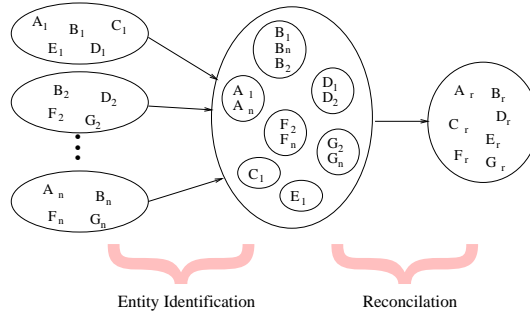 A1 B1 C1
E1 D1
B2 D2
F2 G2
An Bn
Fn Gn
B1
Bn
B2
A1
An
D1
D2
F2
Fn
G2
Gn
C1
E1
Ar Br
Cr Dr
Er
Fr Gr
Entity Identification Reconcilation